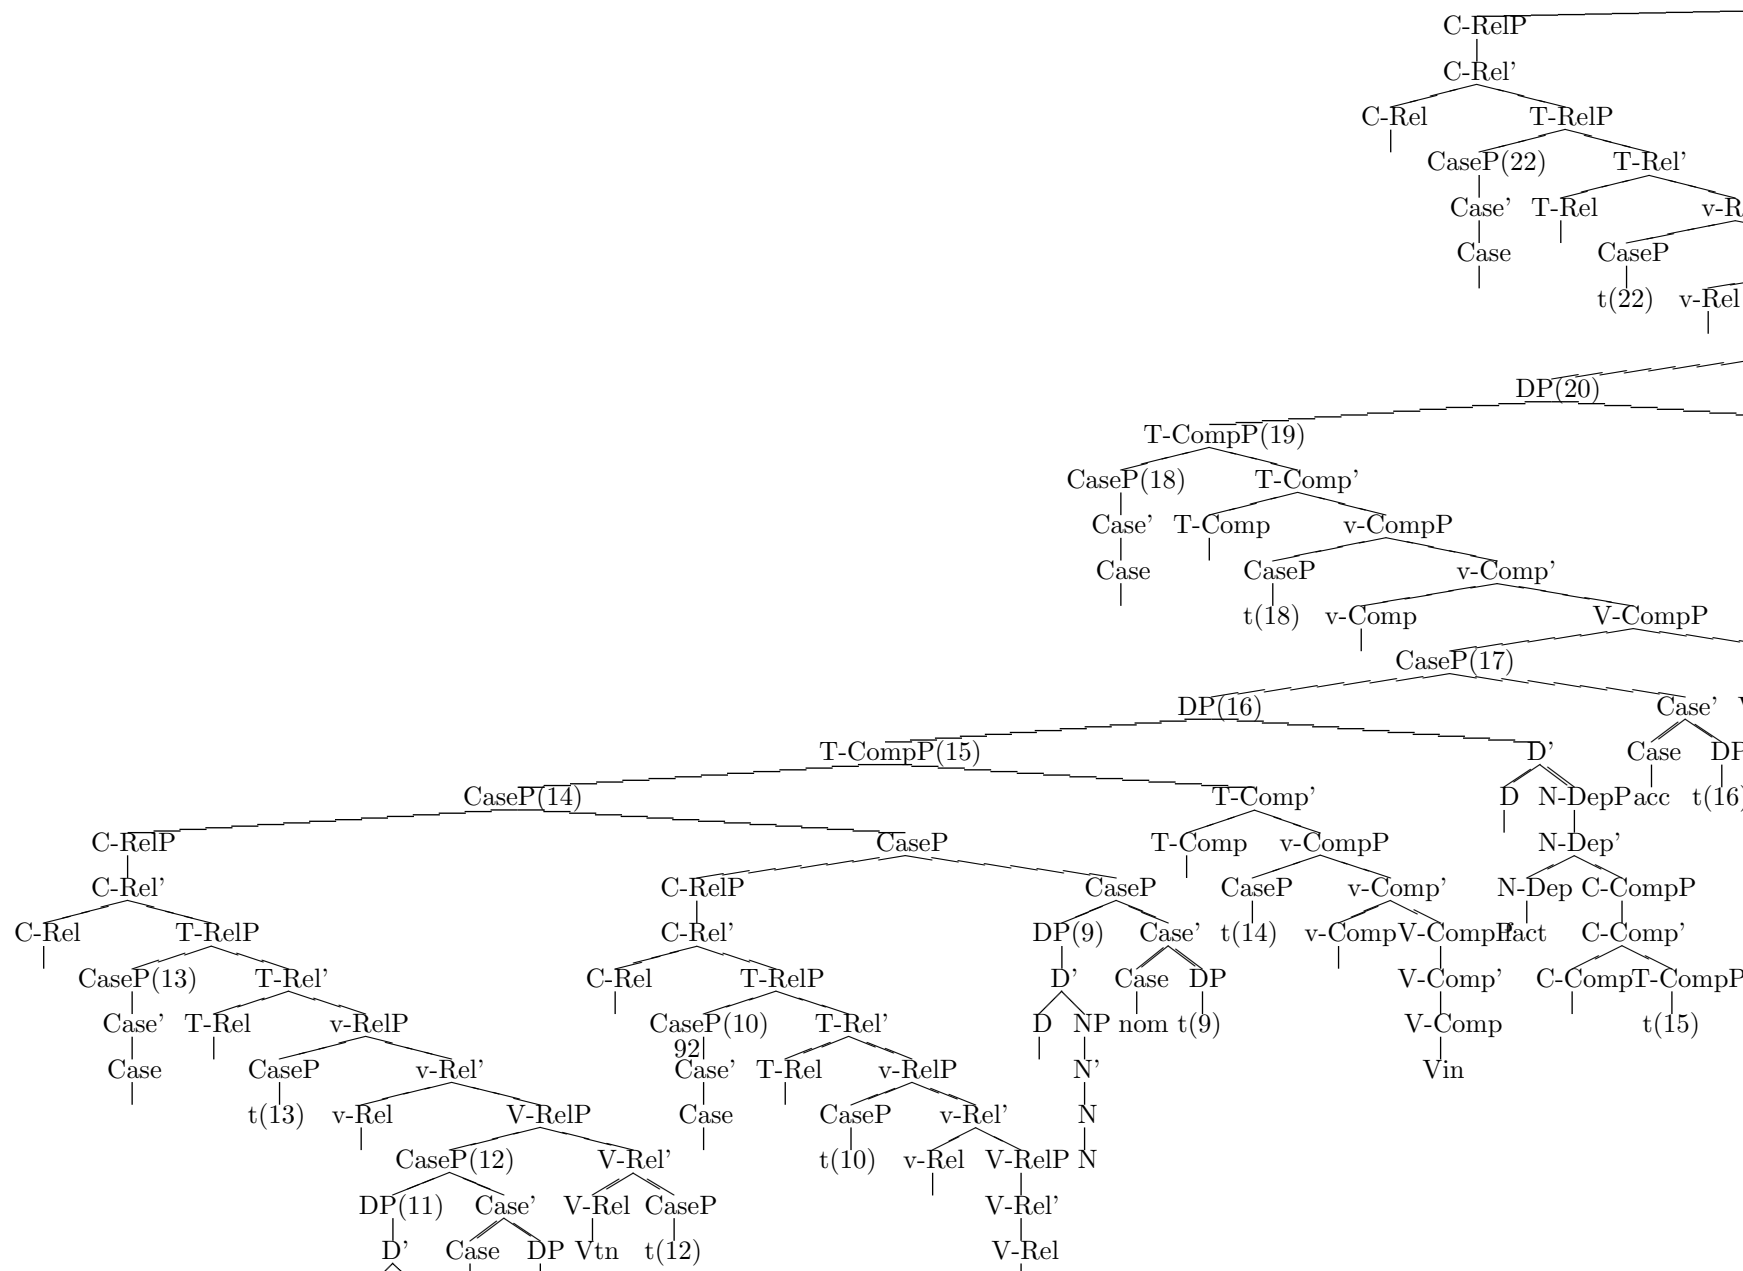 C-RelP
C-Rel'
C-Rel T-RelP
CaseP(22) T-Rel'
Case' T-Rel v-R
Case CaseP
t(22) v-Rel
DP(20)
T-CompP(19)
CaseP(18) T-Comp'
Case' T-Comp v-CompP
Case CaseP v-Comp'
t(18) v-Comp V-CompP
CaseP(17)
DP(16) Case'
T-CompP(15) D' Case DP
CaseP(14) T-Comp' D N-DepP acc t(16)
C-RelP CaseP T-Comp v-CompP N-Dep'
C-Rel' C-RelP CaseP CaseP v-Comp' N-Dep C-CompP
C-Rel T-RelP C-Rel' DP(9) Case' t(14) v-Comp V-CompP Fact C-Comp'
CaseP(13) T-Rel' C-Rel T-RelP D' Case DP V-Comp' C-Comp T-CompP
Case' T-Rel v-RelP CaseP(10) T-Rel' D NP nom t(9) V-Comp t(15)
92
Case CaseP v-Rel' Case' T-Rel v-RelP N' Vin
t(13) v-Rel V-RelP Case CaseP v-Rel' N
CaseP(12) V-Rel' t(10) v-Rel V-RelP N
DP(11) Case' V-Rel CaseP V-Rel'
D' Case DP Vtn t(12) V-Rel